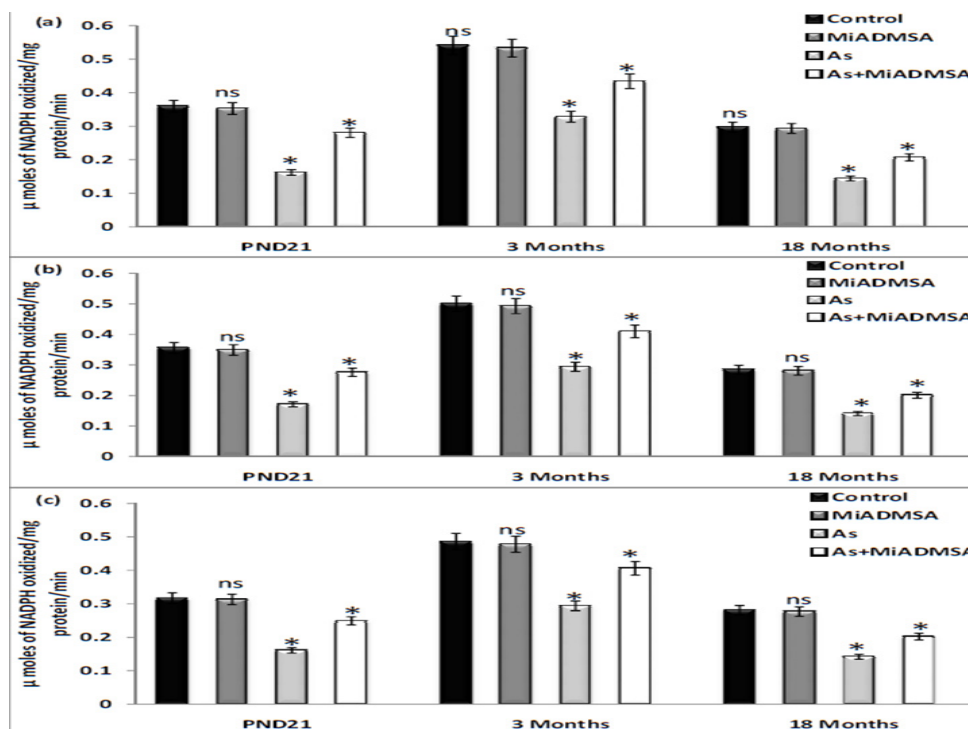 (a)
μ moles of NADPH oxidized/mg
protein/min
0.6
0.5
0.4
0.3
0.2
0.1
0
ns
*
*
ns
*
*
ns
*
*
Control
MiADMSA
As
As+MiADMSA
PND21 3 Months 18 Months
(b)
μ moles of NADPH oxidized/mg
protein/min
0.6
0.5
0.4
0.3
0.2
0.1
0
ns
*
*
ns
*
*
ns
*
*
Control
MiADMSA
As
As+MiADMSA
PND21 3 Months 18 Months
(c)
μ moles of NADPH oxidized/mg
protein/min
0.6
0.5
0.4
0.3
0.2
0.1
0
ns
*
*
ns
*
*
ns
*
*
Control
MiADMSA
As
As+MiADMSA
PND21 3 Months 18 Months